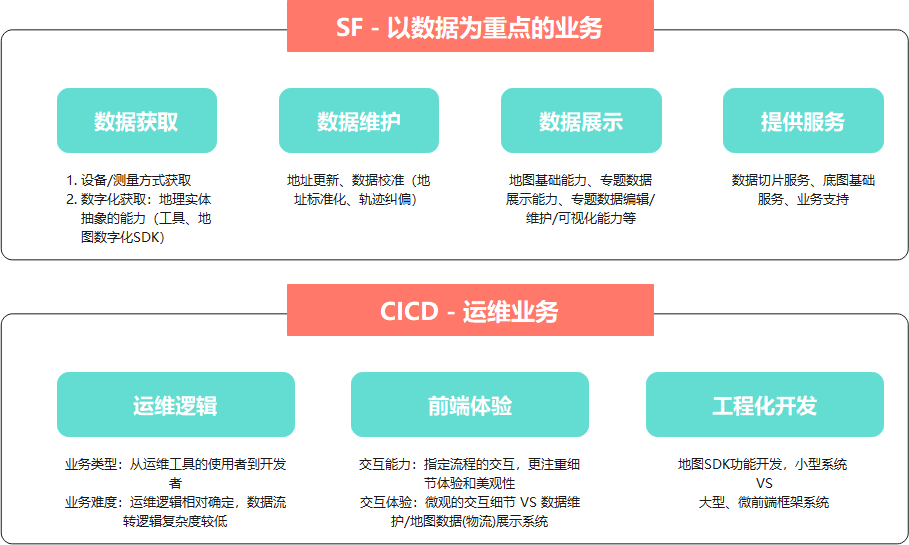 SF - 以数据为重点的业务
数据获取
数据维护
数据展示
提供服务
1. 设备/测量方式获取
2. 数字化获取：地理实体
抽象的能力（工具、地
图数字化SDK）
地址更新、数据校准（地
址标准化、轨迹纠偏）
地图基础能力、专题数据
展示能力、专题数据编辑/
维护/可视化能力等
数据切片服务、底图基础
服务、业务支持
CICD - 运维业务
运维逻辑
前端体验
工程化开发
业务类型：从运维工具的使用者到开发
者
业务难度：运维逻辑相对确定，数据流
转逻辑复杂度较低
交互能力：指定流程的交互，更注重细
节体验和美观性
交互体验：微观的交互细节 VS 数据维
护/地图数据(物流)展示系统
地图SDK功能开发，小型系统
VS
大型、微前端框架系统